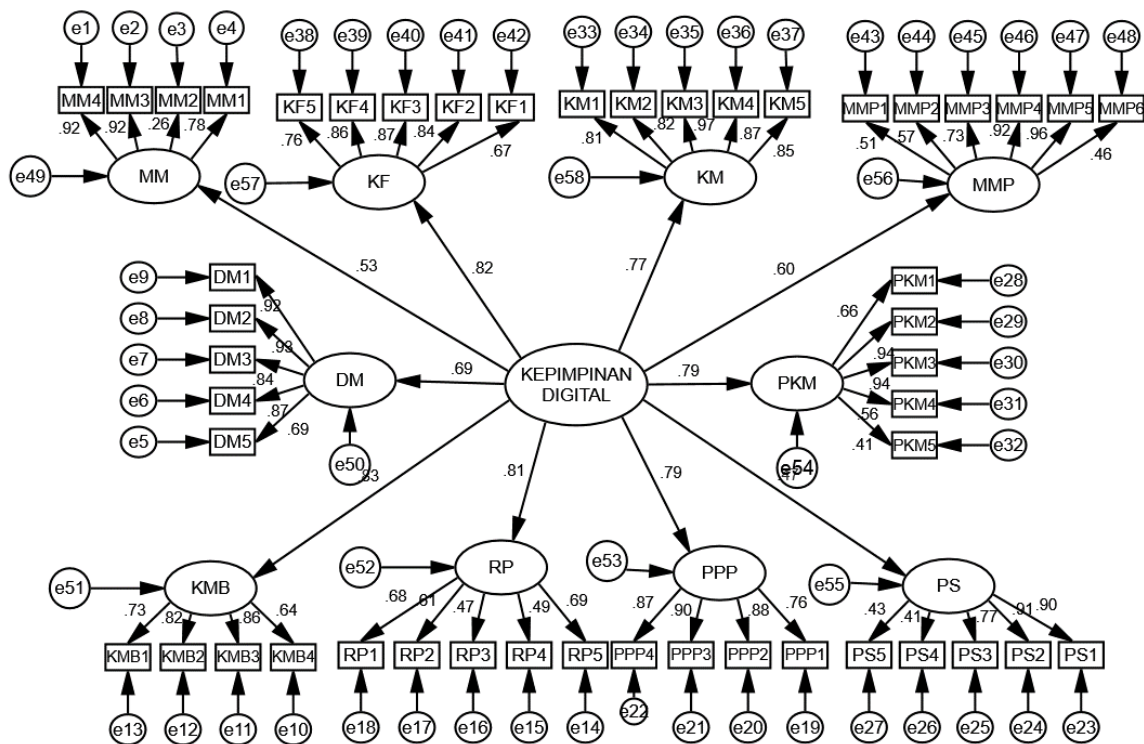 e1 e2 e3 e4 e38 e39 e40 e41 e42 e33 e34 e35 e36 e37 e43 e44 e45 e46 e47 e48
MM4 MM3 MM2 MM1 KF5 KF4 KF3 KF2 KF1 KM1 KM2 KM3 KM4 KM5 MMP1 MMP2 MMP3 MMP4 MMP5 MMP6
.92 .92 .26 .78 .76 .86 .87 .84 .67 .81 .82 .97 .87 .85 .51 .57 .73 .92 .96 .46
e49 MM e57 KF e58 KM e56 MMP
.53 .82 .77 .60
e9 DM1 .92 .66 PKM1 e28
e8 DM2 .93 PKM2 e29
e7 DM3 .84 .94 PKM3 e30
DM .69 KEPIMPINAN
DIGITAL
.79 PKM
e6 DM4 .87 .94 PKM4 e31
e5 DM5 .69 .56 .41 PKM5 e32
e50 e54
.83 .81 .79 .47
e51 KMB e52 RP e53 PPP e55 PS
.73 .82 .86 .64 .68 .61 .47 .49 .69 .87 .90 .88 .76 .43 .41 .77 .91 .90
KMB1 KMB2 KMB3 KMB4 RP1 RP2 RP3 RP4 RP5 PPP4 PPP3 PPP2 PPP1 PS5 PS4 PS3 PS2 PS1
e13 e12 e11 e10 e18 e17 e16 e15 e14 e22 e21 e20 e19 e27 e26 e25 e24 e23